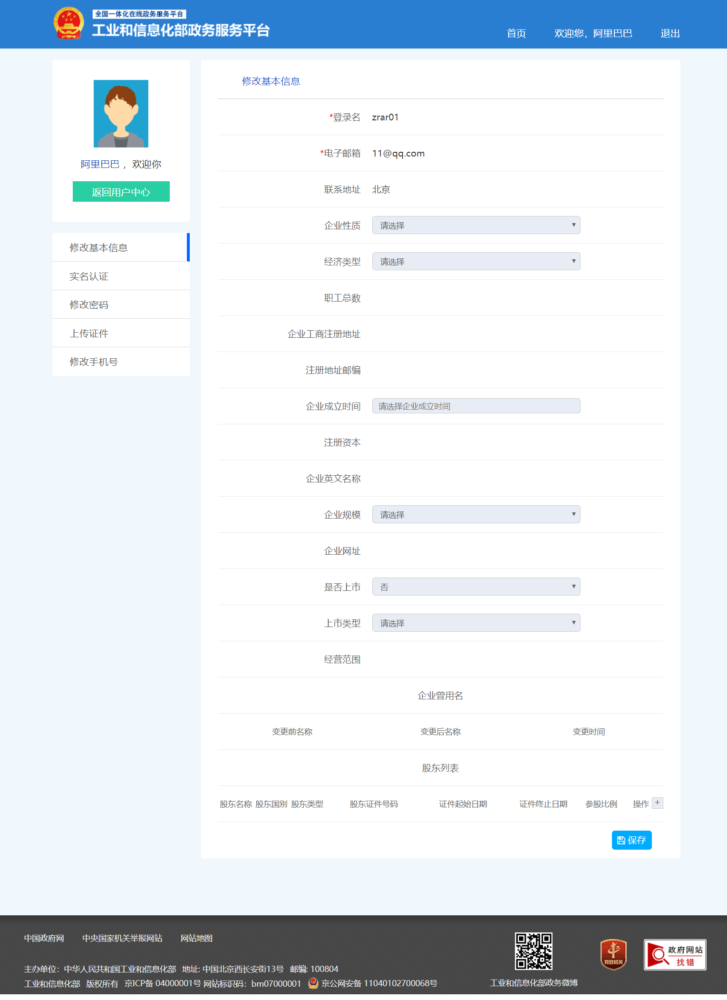 全国一体化在线政务服务平台
工业和信息化部政务服务平台
首页 欢迎您，阿里巴巴 退出
阿里巴巴 ，欢迎你
返回用户中心
修改基本信息
实名认证
修改密码
上传证件
修改手机号
修改基本信息
*登录名 zrar01
*电子邮箱 11@qq.com
联系地址 北京
企业性质 请选择
经济类型 请选择
职工总数
企业工商注册地址
注册地址邮编
企业成立时间 请选择企业成立时间
注册资本
企业英文名称
企业规模 请选择
企业网址
是否上市 否
上市类型 请选择
经营范围
企业曾用名
变更前名称 变更后名称 变更时间
股东列表
股东名称 股东国别 股东类型 股东证件号码 证件起始日期 证件终止日期 参股比例 操作 +
保存
中国政府网 中央国家机关举报网站 网站地图
主办单位：中华人民共和国工业和信息化部 地址: 中国北京西长安街13号 邮编: 100804
工业和信息化部 版权所有 京ICP备 04000001号 网站标识码：bm07000001 京公网安备 11040102700068号
工业和信息化部政务微博
党政机关
政府网站
找错